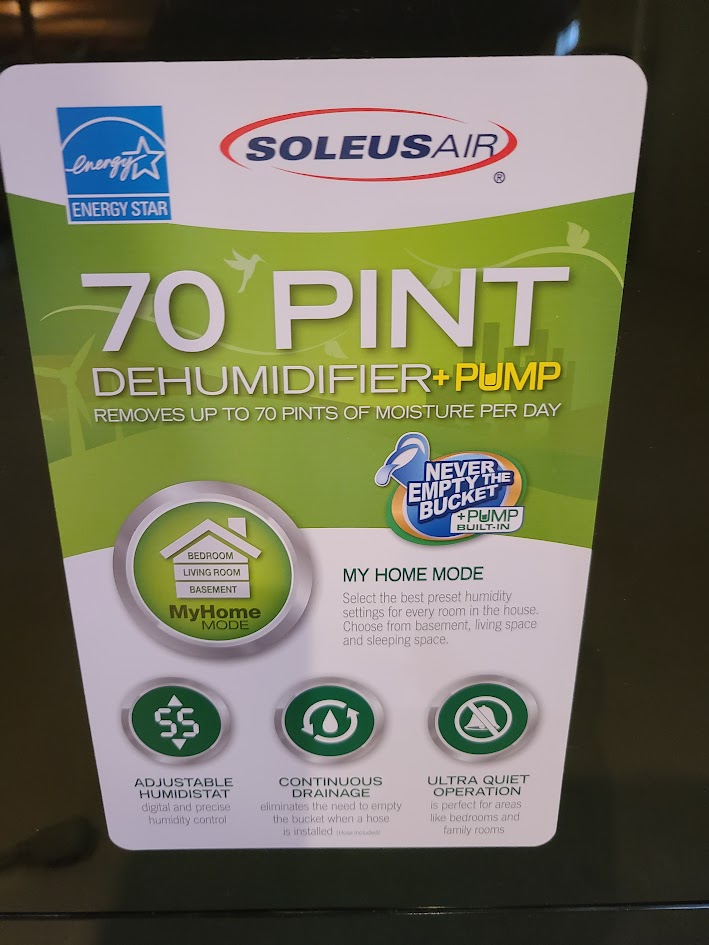 energy
ENERGY STAR
SOLEUSAIR®
70 PINT
DEHUMIDIFIER+PUMP
REMOVES UP TO 70 PINTS OF MOISTURE PER DAY
NEVER
EMPTY THE
BUCKET
+PUMP
BUILT-IN
BEDROOM
LIVING ROOM
BASEMENT
MyHome
MODE
MY HOME MODE
Select the best preset humidity
settings for every room in the house.
Choose from basement, living space
and sleeping space.
55
ADJUSTABLE
HUMIDISTAT
digital and precise
humidity control
CONTINUOUS
DRAINAGE
eliminates the need to empty
the bucket when a hose
is installed (Hose included)
ULTRA QUIET
OPERATION
is perfect for areas
like bedrooms and
family rooms